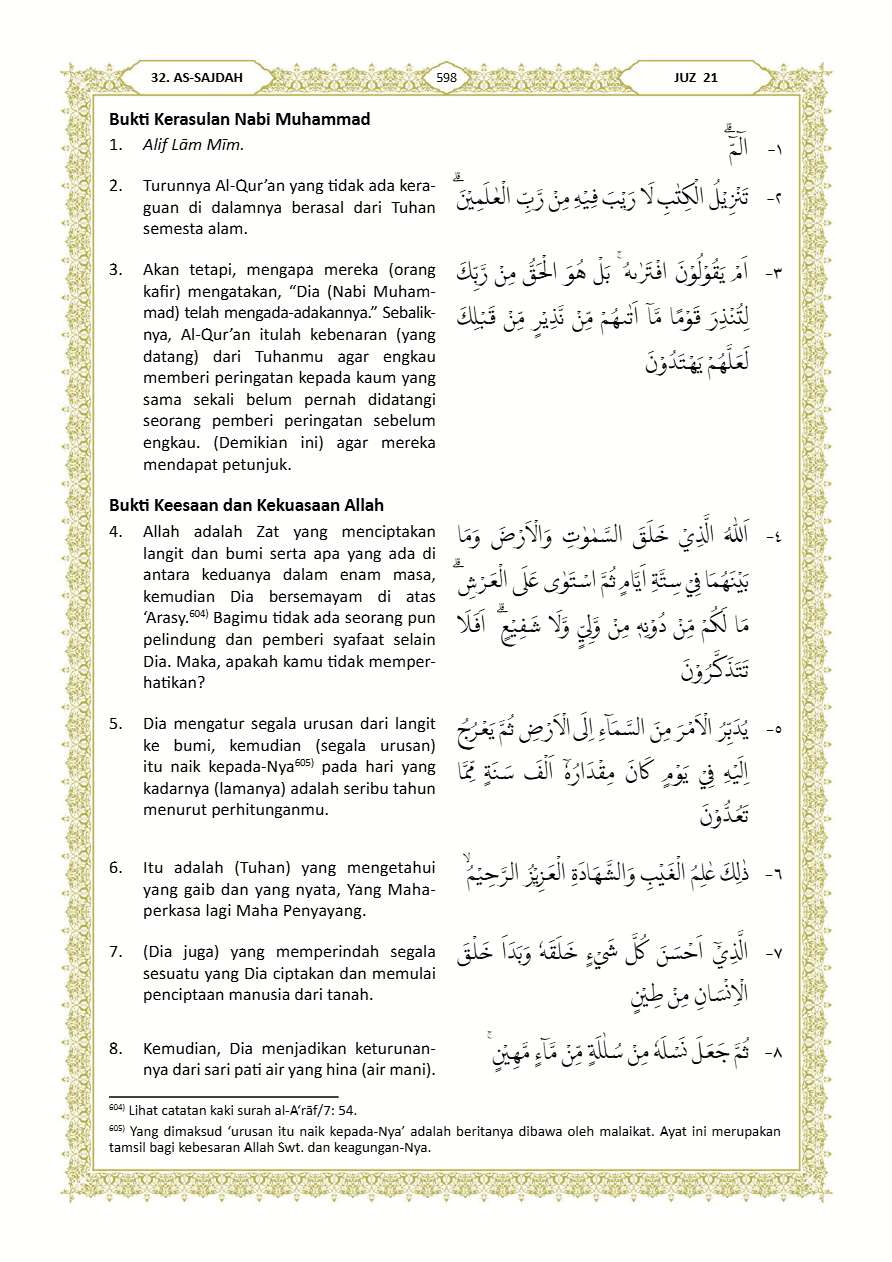 32. AS-SAJDAH
598
JUZ 21
Bukti Kerasulan Nabi Muhammad
1. Alif Lām Mīm.
الۤمّۤ ۗ -١
2. Turunnya Al-Qur’an yang tidak ada kera-
guan di dalamnya berasal dari Tuhan
semesta alam.
تَنْزِيْلُ الْكِتٰبِ لَا رَيْبَ فِيْهِ مِنْ رَّبِّ الْعٰلَمِيْنَ ۗ -٢
3. Akan tetapi, mengapa mereka (orang
kafir) mengatakan, “Dia (Nabi Muham-
mad) telah mengada-adakannya.” Sebalik-
nya, Al-Qur’an itulah kebenaran (yang
datang) dari Tuhanmu agar engkau
memberi peringatan kepada kaum yang
sama sekali belum pernah didatangi
seorang pemberi peringatan sebelum
engkau. (Demikian ini) agar mereka
mendapat petunjuk.
اَمْ يَقُوْلُوْنَ افْتَرٰىهُ ۚ بَلْ هُوَ الْحَقُّ مِنْ رَّبِّكَ -٣
لِتُنْذِرَ قَوْمًا مَّآ اَتٰىهُمْ مِّنْ نَّذِيْرٍ مِّنْ قَبْلِكَ
لَعَلَّهُمْ يَهْتَدُوْنَ
Bukti Keesaan dan Kekuasaan Allah
4. Allah adalah Zat yang menciptakan
langit dan bumi serta apa yang ada di
antara keduanya dalam enam masa,
kemudian Dia bersemayam di atas
‘Arasy.604) Bagimu tidak ada seorang pun
pelindung dan pemberi syafaat selain
Dia. Maka, apakah kamu tidak memper-
hatikan?
اَللّٰهُ الَّذِيْ خَلَقَ السَّمٰوٰتِ وَالْاَرْضَ وَمَا -٤
بَيْنَهُمَا فِيْ سِتَّةِ اَيَّامٍ ثُمَّ اسْتَوٰى عَلَى الْعَرْشِ ۗ
مَا لَكُمْ مِّنْ دُوْنِهٖ مِنْ وَّلِيٍّ وَّلَا شَفِيْعٍ ۗ اَفَلَا
تَتَذَكَّرُوْنَ
5. Dia mengatur segala urusan dari langit
ke bumi, kemudian (segala urusan)
itu naik kepada-Nya605) pada hari yang
kadarnya (lamanya) adalah seribu tahun
menurut perhitunganmu.
يُدَبِّرُ الْاَمْرَ مِنَ السَّمَاۤءِ اِلَى الْاَرْضِ ثُمَّ يَعْرُجُ -٥
اِلَيْهِ فِيْ يَوْمٍ كَانَ مِقْدَارُهٗٓ اَلْفَ سَنَةٍ مِّمَّا
تَعُدُّوْنَ
6. Itu adalah (Tuhan) yang mengetahui
yang gaib dan yang nyata, Yang Maha-
perkasa lagi Maha Penyayang.
ذٰلِكَ عٰلِمُ الْغَيْبِ وَالشَّهَادَةِ الْعَزِيْزُ الرَّحِيْمُۙ -٦
7. (Dia juga) yang memperindah segala
sesuatu yang Dia ciptakan dan memulai
penciptaan manusia dari tanah.
الَّذِيْٓ اَحْسَنَ كُلَّ شَيْءٍ خَلَقَهٗ وَبَدَاَ خَلْقَ -٧
الْاِنْسَانِ مِنْ طِيْنٍ
8. Kemudian, Dia menjadikan keturunan-
nya dari sari pati air yang hina (air mani).
ثُمَّ جَعَلَ نَسْلَهٗ مِنْ سُلٰلَةٍ مِّنْ مَّاۤءٍ مَّهِيْنٍ ۚ -٨
604) Lihat catatan kaki surah al-A‘rāf/7: 54.
605) Yang dimaksud ‘urusan itu naik kepada-Nya’ adalah beritanya dibawa oleh malaikat. Ayat ini merupakan
tamsil bagi kebesaran Allah Swt. dan keagungan-Nya.